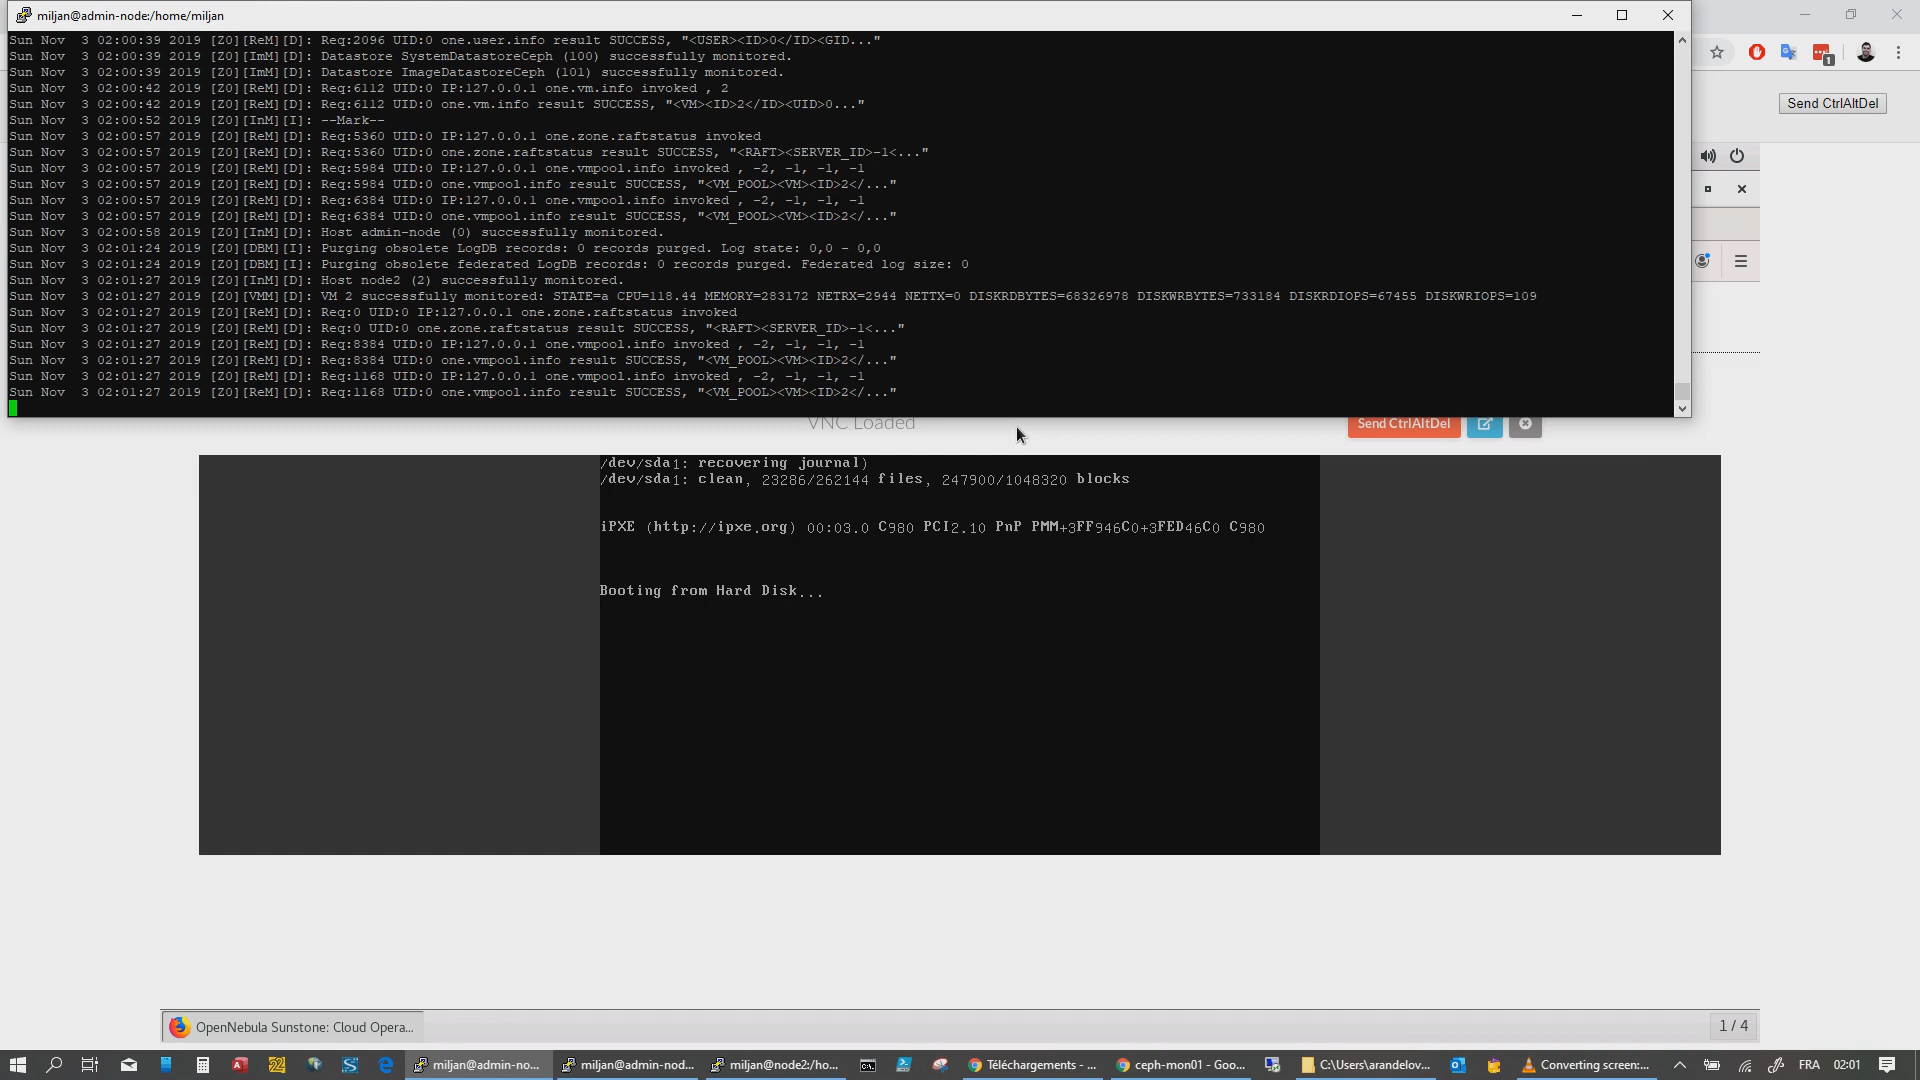 miljan@admin-node:/home/miljan
Sun Nov  3 02:00:39 2019 [Z0][ReM][D]: Req:2096 UID:0 one.user.info result SUCCESS, "<USER><ID>0</ID><GID..."
Sun Nov  3 02:00:39 2019 [Z0][ImM][D]: Datastore SystemDatastoreCeph (100) successfully monitored.
Sun Nov  3 02:00:39 2019 [Z0][ImM][D]: Datastore ImageDatastoreCeph (101) successfully monitored.
Sun Nov  3 02:00:42 2019 [Z0][ReM][D]: Req:6112 UID:0 IP:127.0.0.1 one.vm.info invoked , 2
Sun Nov  3 02:00:42 2019 [Z0][ReM][D]: Req:6112 UID:0 one.vm.info result SUCCESS, "<VM><ID>2</ID><UID>0..."
Sun Nov  3 02:00:52 2019 [Z0][InM][I]: --Mark--
Sun Nov  3 02:00:57 2019 [Z0][ReM][D]: Req:5360 UID:0 IP:127.0.0.1 one.zone.raftstatus invoked
Sun Nov  3 02:00:57 2019 [Z0][ReM][D]: Req:5360 UID:0 one.zone.raftstatus result SUCCESS, "<RAFT><SERVER_ID>-1<..."
Sun Nov  3 02:00:57 2019 [Z0][ReM][D]: Req:5984 UID:0 IP:127.0.0.1 one.vmpool.info invoked , -2, -1, -1, -1
Sun Nov  3 02:00:57 2019 [Z0][ReM][D]: Req:5984 UID:0 one.vmpool.info result SUCCESS, "<VM_POOL><VM><ID>2</..."
Sun Nov  3 02:00:57 2019 [Z0][ReM][D]: Req:6384 UID:0 IP:127.0.0.1 one.vmpool.info invoked , -2, -1, -1, -1
Sun Nov  3 02:00:57 2019 [Z0][ReM][D]: Req:6384 UID:0 one.vmpool.info result SUCCESS, "<VM_POOL><VM><ID>2</..."
Sun Nov  3 02:00:58 2019 [Z0][InM][D]: Host admin-node (0) successfully monitored.
Sun Nov  3 02:01:24 2019 [Z0][DBM][I]: Purging obsolete LogDB records: 0 records purged. Log state: 0,0 - 0,0
Sun Nov  3 02:01:24 2019 [Z0][DBM][I]: Purging obsolete federated LogDB records: 0 records purged. Federated log size: 0
Sun Nov  3 02:01:27 2019 [Z0][InM][D]: Host node2 (2) successfully monitored.
Sun Nov  3 02:01:27 2019 [Z0][VMM][D]: VM 2 successfully monitored: STATE=a CPU=118.44 MEMORY=283172 NETRX=2944 NETTX=0 DISKRDBYTES=68326978 DISKWRBYTES=733184 DISKRDIOPS=67455 DISKWRIOPS=109
Sun Nov  3 02:01:27 2019 [Z0][ReM][D]: Req:0 UID:0 IP:127.0.0.1 one.zone.raftstatus invoked
Sun Nov  3 02:01:27 2019 [Z0][ReM][D]: Req:0 UID:0 one.zone.raftstatus result SUCCESS, "<RAFT><SERVER_ID>-1<..."
Sun Nov  3 02:01:27 2019 [Z0][ReM][D]: Req:8384 UID:0 IP:127.0.0.1 one.vmpool.info invoked , -2, -1, -1, -1
Sun Nov  3 02:01:27 2019 [Z0][ReM][D]: Req:8384 UID:0 one.vmpool.info result SUCCESS, "<VM_POOL><VM><ID>2</..."
Sun Nov  3 02:01:27 2019 [Z0][ReM][D]: Req:1168 UID:0 IP:127.0.0.1 one.vmpool.info invoked , -2, -1, -1, -1
Sun Nov  3 02:01:27 2019 [Z0][ReM][D]: Req:1168 UID:0 one.vmpool.info result SUCCESS, "<VM_POOL><VM><ID>2</..."
1
Send CtrlAltDel
VNC Loaded
Send CtrlAltDel
/dev/sda1: recovering journal)
/dev/sda1: clean, 23286/262144 files, 247900/1048320 blocks
iPXE (http://ipxe.org) 00:03.0 C980 PCI2.10 PnP PMM+3FF946C0+3FED46C0 C980
Booting from Hard Disk...
OpenNebula Sunstone: Cloud Opera...
1 / 4
miljan@admin-no...
miljan@admin-nod...
miljan@node2:/ho...
Téléchargements - ...
ceph-mon01 - Goo...
C:\Users\arandelov...
Converting screen:...
FRA
02:01